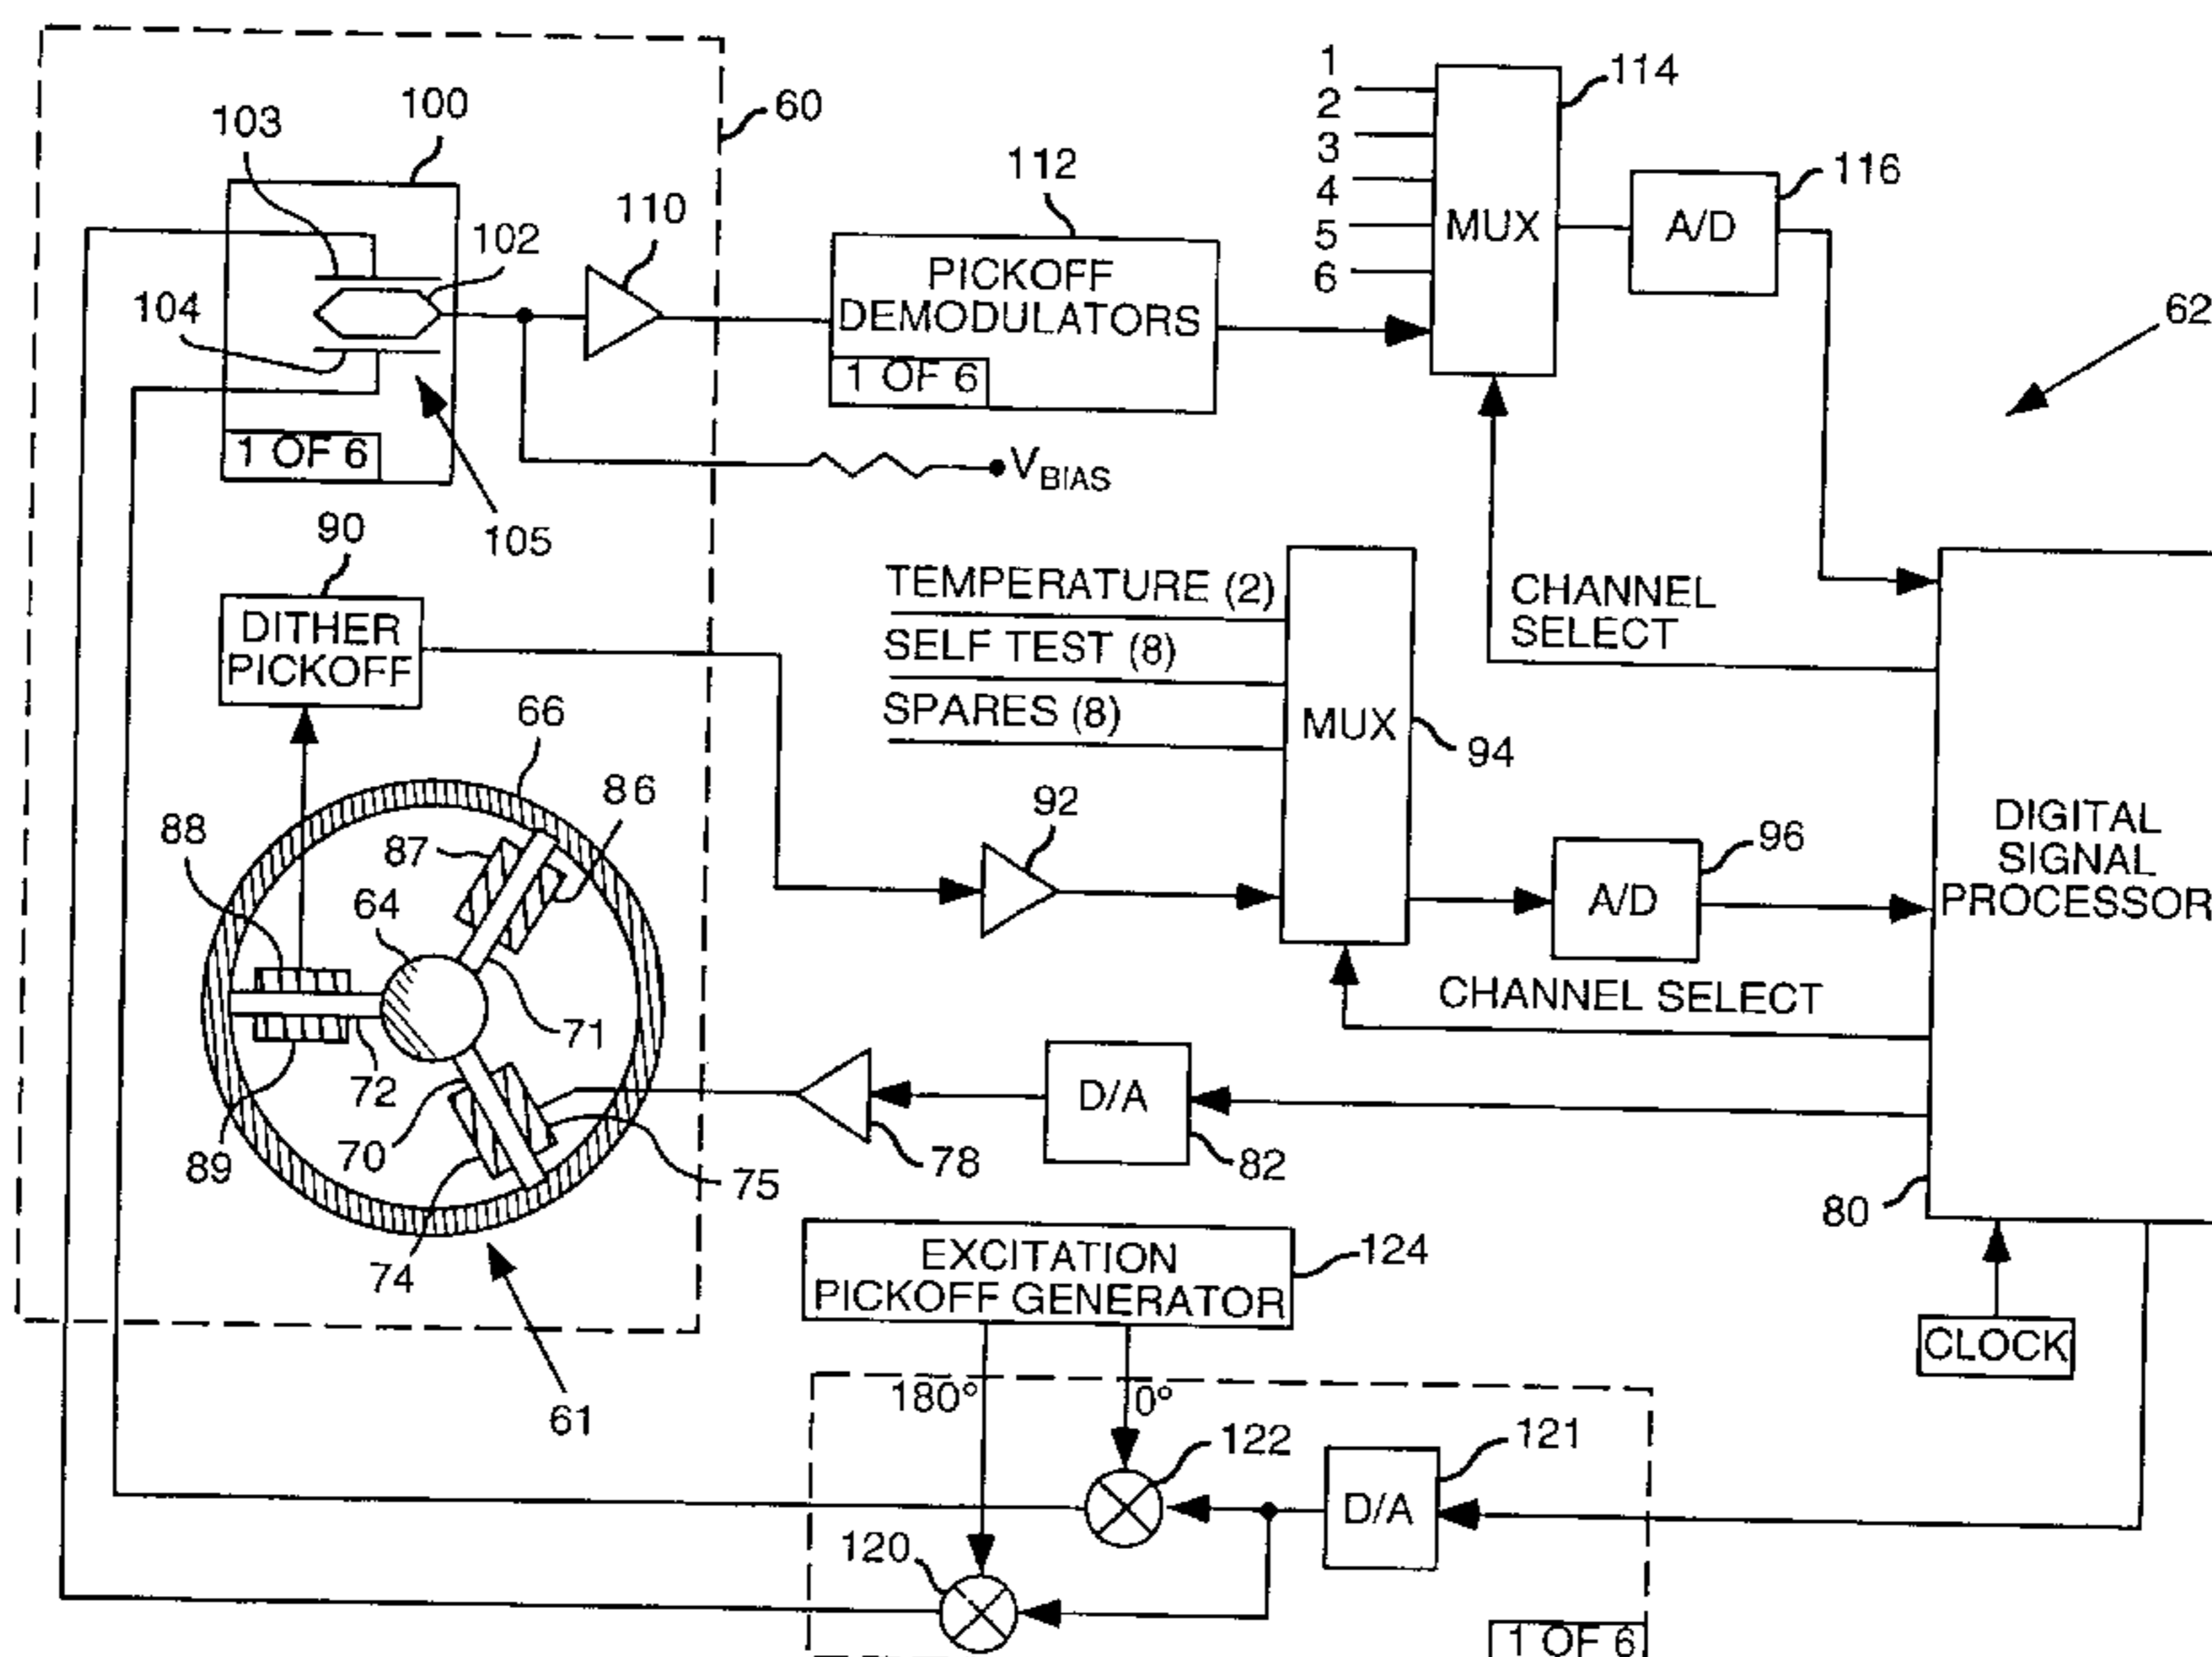 100
103
60
102
110
104
1 OF 6
105
112
PICKOFF
DEMODULATORS
1 OF 6
VBIAS
1
2
3
4
5
6
MUX
114
A/D
116
62
90
DITHER
PICKOFF
66
86
87
88
64
71
72
70
89
74
75
61
TEMPERATURE (2)
SELF TEST (8)
SPARES (8)
MUX
94
92
CHANNEL
SELECT
A/D
96
CHANNEL SELECT
DIGITAL
SIGNAL
PROCESSOR
78
D/A
82
80
CLOCK
EXCITATION
PICKOFF GENERATOR
124
180°
0°
122
D/A
121
120
1 OF 6